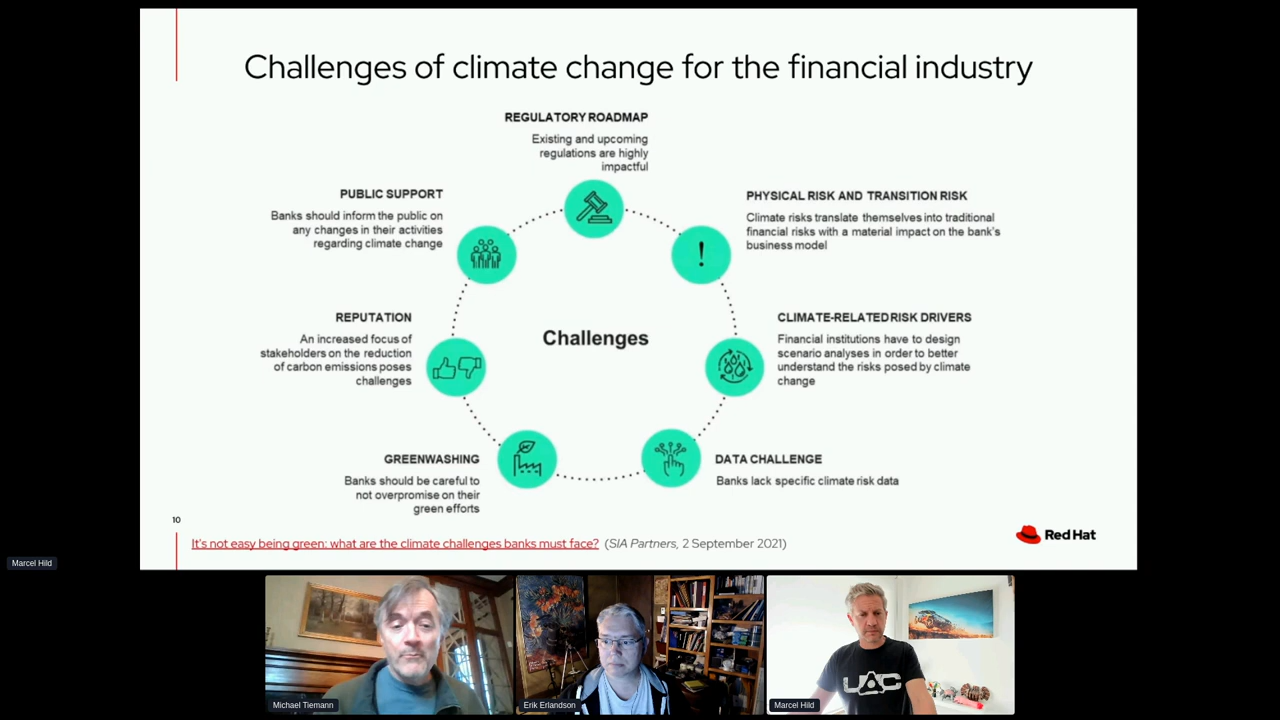 Challenges of climate change for the financial industry
REGULATORY ROADMAP
Existing and upcoming
regulations are highly
impactful
PUBLIC SUPPORT
Banks should inform the public on
any changes in their activities
regarding climate change
PHYSICAL RISK AND TRANSITION RISK
Climate risks translate themselves into traditional
financial risks with a material impact on the bank's
business model
REPUTATION
An increased focus of
stakeholders on the reduction
of carbon emissions poses
challenges
Challenges
CLIMATE-RELATED RISK DRIVERS
Financial institutions have to design
scenario analyses in order to better
understand the risks posed by climate
change
GREENWASHING
Banks should be careful to
not overpromise on their
green efforts
DATA CHALLENGE
Banks lack specific climate risk data
10
It's not easy being green: what are the climate challenges banks must face? (SIA Partners, 2 September 2021)
Red Hat
Marcel Hild
Michael Tiemann
Erik Erlandson
Marcel Hild
UAC